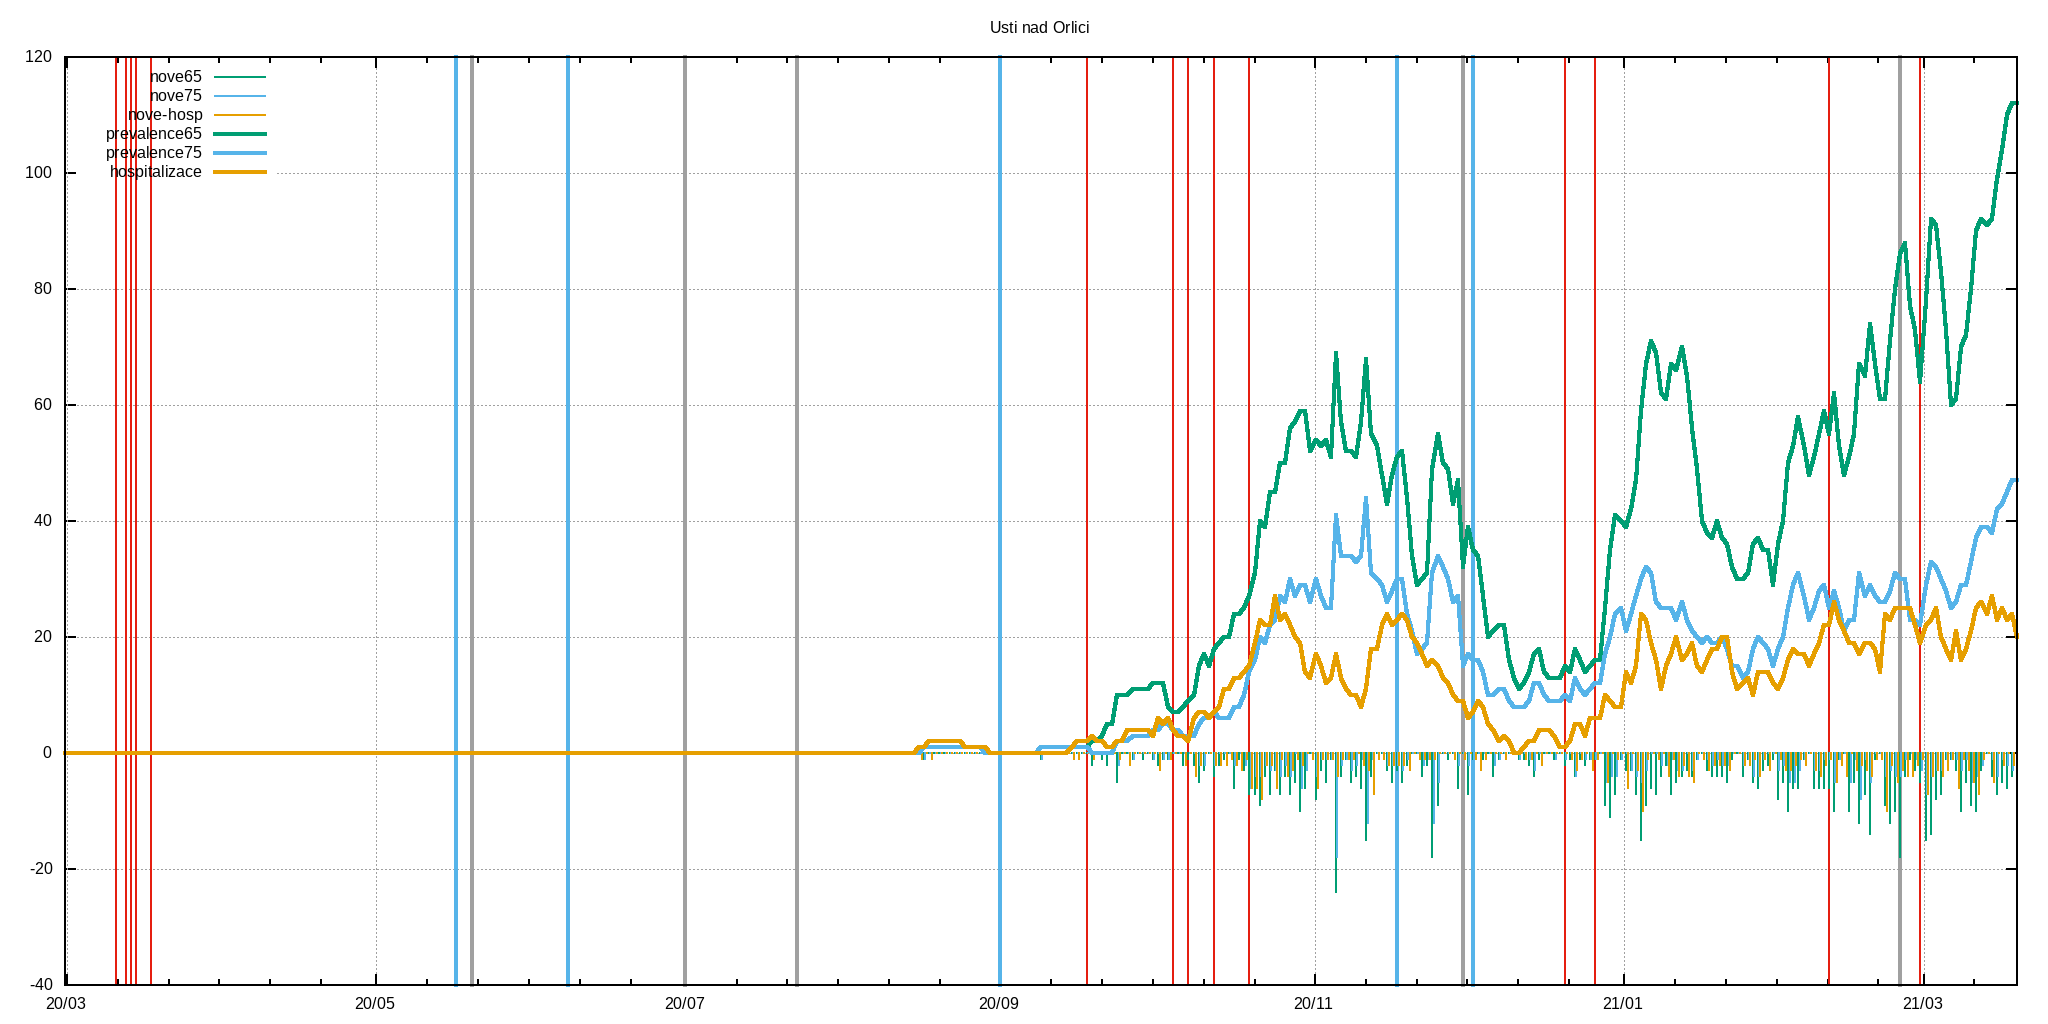 Usti nad Orlici
120
100
80
60
40
20
0
-20
-40
nove65
nove75
nove-hosp
prevalence65
prevalence75
hospitalizace
20/03 20/05 20/07 20/09 20/11 21/01 21/03